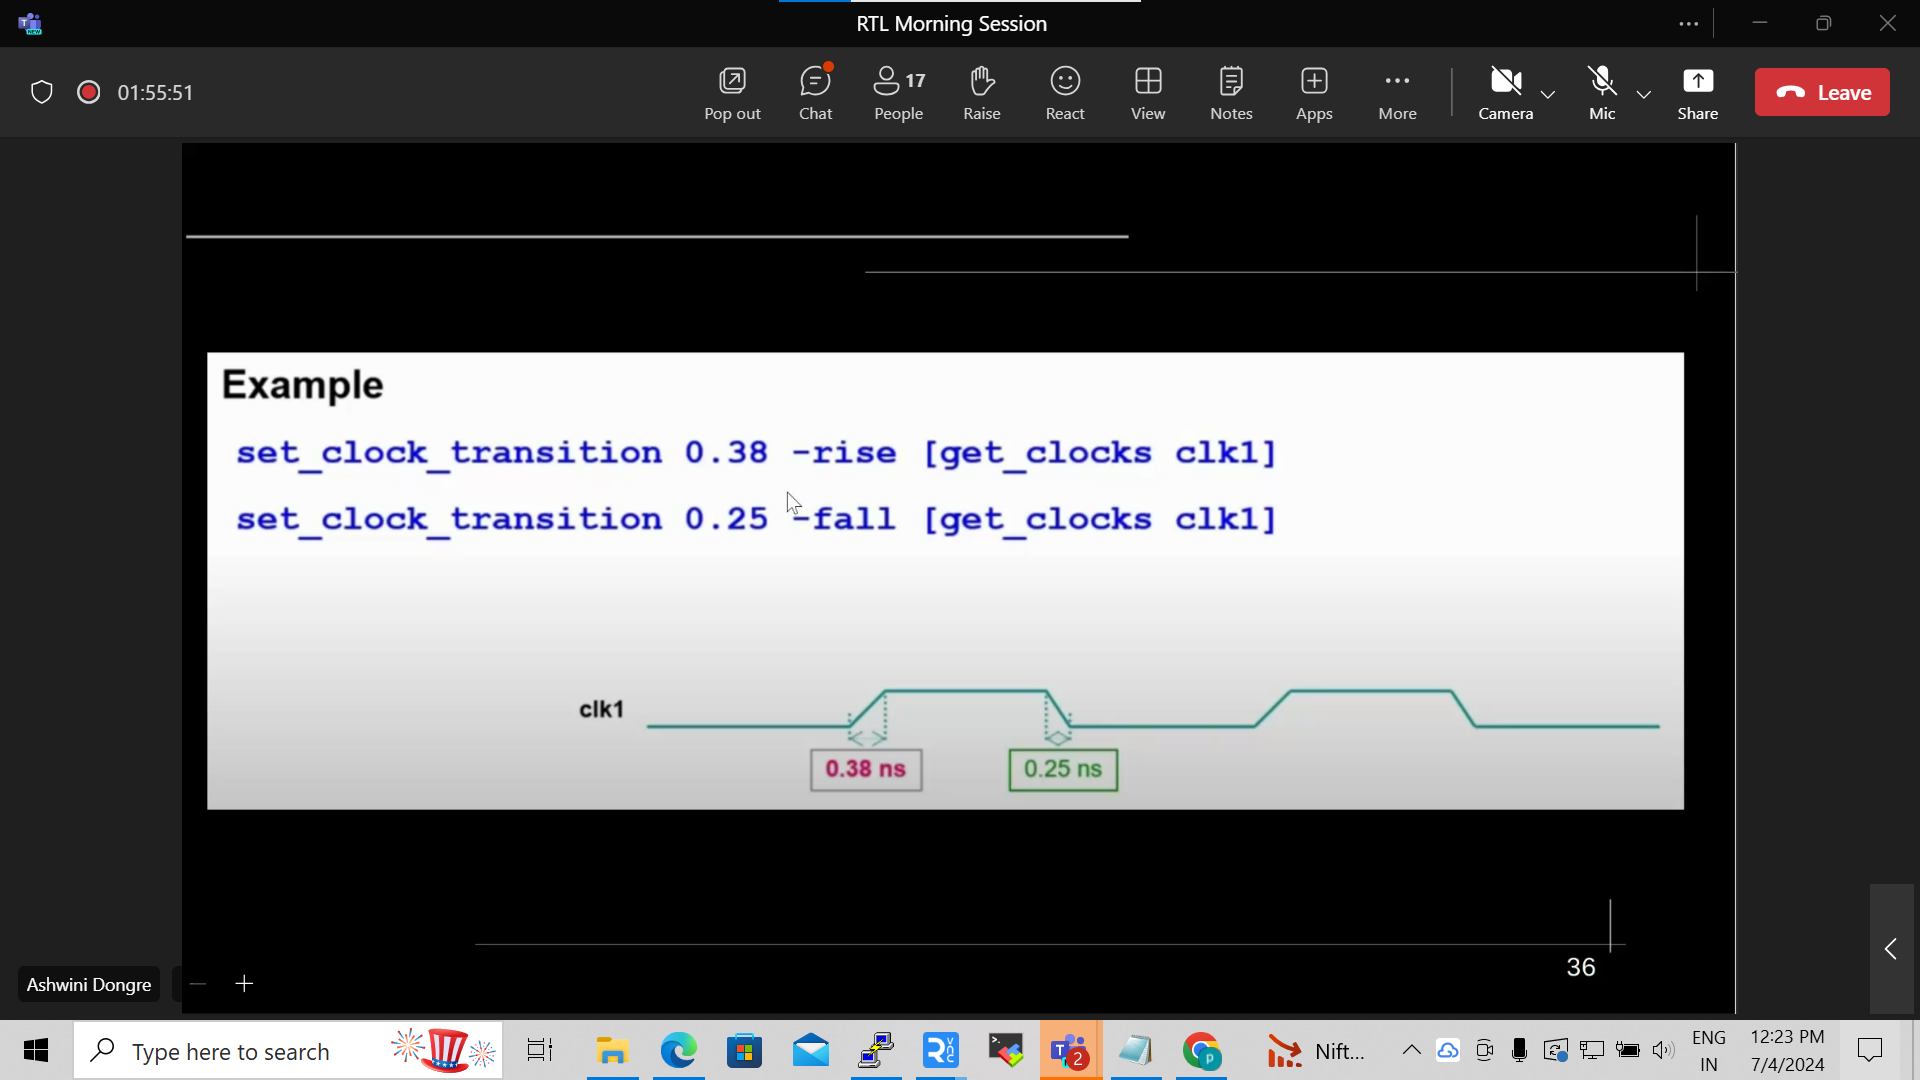 RTL Morning Session
01:55:51
Pop out
Chat
17
People
Raise
React
View
Notes
Apps
More
Camera
Mic
Share
Leave
Example
set_clock_transition 0.38 -rise [get_clocks clk1]
set_clock_transition 0.25 -fall [get_clocks clk1]
clk1
0.38 ns
0.25 ns
36
Ashwini Dongre
Type here to search
2
p
Nift...
ENG
IN
12:23 PM
7/4/2024